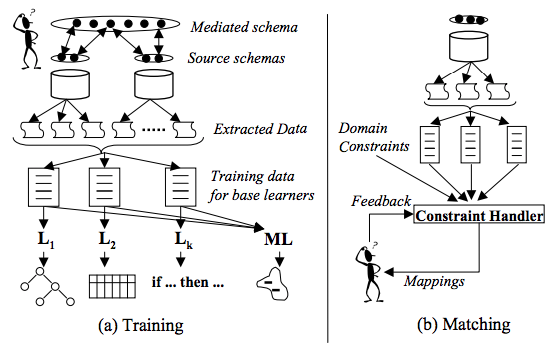 ?
Mediated schema
Source schemas
Extracted Data
Training data
for base learners
L1
L2
Lk
ML
if ... then ...
(a) Training
Domain
Constraints
Feedback
Constraint Handler
?
Mappings
(b) Matching